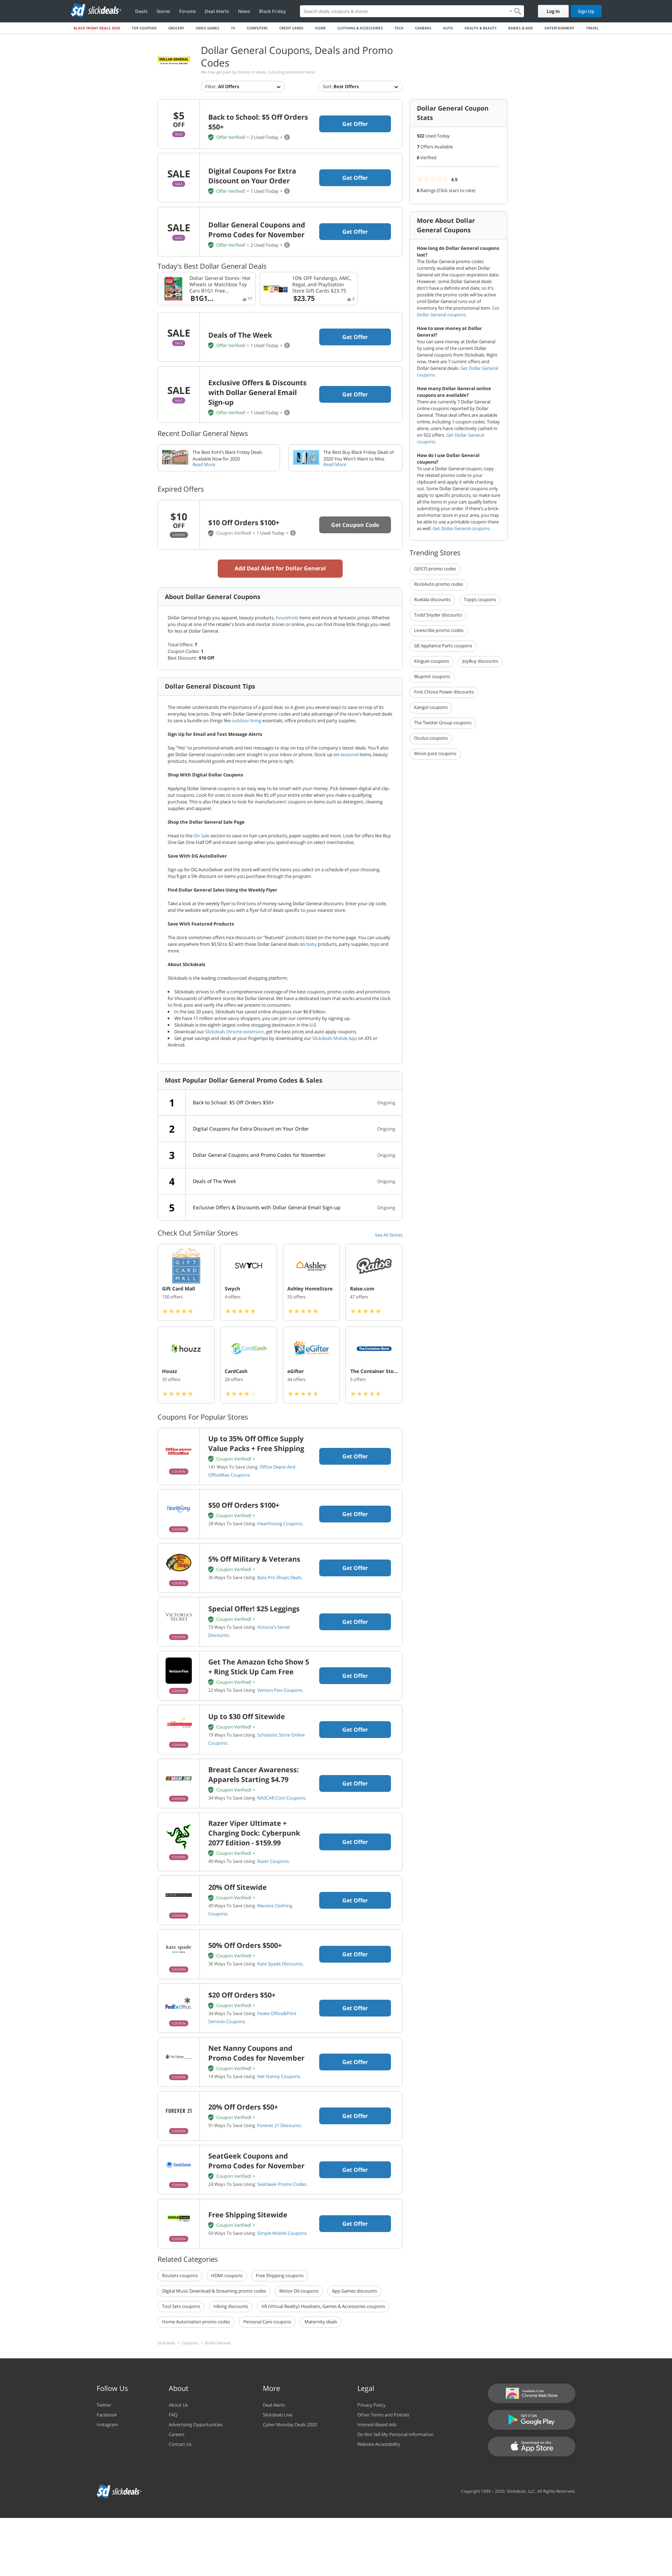 slickdeals
Deals Stores Forums Deal Alerts News Black Friday
Search deals, coupons & stores
Log In
Sign Up
BLACK FRIDAY DEALS 2020 TOP COUPONS GROCERY VIDEO GAMES TV COMPUTERS CREDIT CARDS HOME CLOTHING & ACCESSORIES TECH CAMERAS AUTO HEALTH & BEAUTY BABIES & KIDS ENTERTAINMENT TRAVEL
DOLLAR GENERAL
Dollar General Coupons, Deals and Promo Codes
We may get paid by brands or deals, including promoted items.
Filter: All Offers
Sort: Best Offers
$5
OFF
SALE
Back to School: $5 Off Orders $50+
Offer Verified! • 2 Used Today •
Get Offer
SALE
SALE
Digital Coupons For Extra Discount on Your Order
Offer Verified! • 1 Used Today •
Get Offer
SALE
SALE
Dollar General Coupons and Promo Codes for November
Offer Verified! • 2 Used Today •
Get Offer
Today's Best Dollar General Deals
Dollar General Stores: Hot Wheels or Matchbox Toy Cars B1G1 Free...
B1G1...
77
10% OFF Fandango, AMC, Regal, and PlayStation Store Gift Cards $23.75
$23.75
3
SALE
SALE
Deals of The Week
Offer Verified! • 1 Used Today •
Get Offer
SALE
SALE
Exclusive Offers & Discounts with Dollar General Email Sign-up
Offer Verified! • 1 Used Today •
Get Offer
Recent Dollar General News
The Best Kohl's Black Friday Deals Available Now for 2020
Read More
The Best Buy Black Friday Deals of 2020 You Won't Want to Miss
Read More
Expired Offers
$10
OFF
EXPIRED
$10 Off Orders $100+
Coupon Verified! • 1 Used Today •
Get Coupon Code
Add Deal Alert for Dollar General
About Dollar General Coupons
Dollar General brings you apparel, beauty products, household items and more at fantastic prices. Whether you shop at one of the retailer's brick-and-mortar stores or online, you can find those little things you need for less at Dollar General.
Total Offers: 7
Coupon Codes: 1
Best Discount: $10 Off
Dollar General Discount Tips
The retailer understands the importance of a good deal, so it gives you several ways to save on top of its everyday low prices. Shop with Dollar General promo codes and take advantage of the store's featured deals to save a bundle on things like outdoor living essentials, office products and party supplies.
Sign Up for Email and Text Message Alerts
Say "Yes" to promotional emails and text messages to stay on top of the company's latest deals. You'll also get Dollar General coupon codes sent straight to your inbox or phone. Stock up on seasonal items, beauty products, household goods and more when the price is right.
Shop With Digital Dollar Coupons
Applying Dollar General coupons is an easy way to be smart with your money. Pick between digital and clip-out coupons. Look for ones to score deals like $5 off your entire order when you make a qualifying purchase. This is also the place to look for manufacturers' coupons on items such as detergent, cleaning supplies and apparel.
Shop the Dollar General Sale Page
Head to the On Sale section to save on hair care products, paper supplies and more. Look for offers like Buy One Get One Half Off and instant savings when you spend enough on select merchandise.
Save With DG AutoDeliver
Sign up for DG AutoDeliver and the store will send you the items you select on a schedule of your choosing. You'll get a 5% discount on items you purchase through the program.
Find Dollar General Sales Using the Weekly Flyer
Take a look at the weekly flyer to find tons of money-saving Dollar General discounts. Enter your zip code, and the website will provide you with a flyer full of deals specific to your nearest store.
Save With Featured Products
The store sometimes offers nice discounts on "featured" products listed on the home page. You can usually save anywhere from $0.50 to $2 with these Dollar General deals on baby products, party supplies, toys and more.
About Slickdeals
Slickdeals is the leading crowdsourced shopping platform:
• Slickdeals strives to offer a comprehensive coverage of the best coupons, promo codes and promotions for thousands of different stores like Dollar General. We have a dedicated team that works around the clock to find, post and verify the offers we present to consumers.
• In the last 20 years, Slickdeals has saved online shoppers over $6.8 billion.
• With 11 million active savvy shoppers, you can join our community by signing up.
• Slickdeals is the eighth largest online shopping destination in the U.S
• Download our Slickdeals chrome extension, get the best prices and auto apply coupons.
• Get great savings and deals at your fingertips by downloading our Slickdeals Mobile App on iOS or Android.
Most Popular Dollar General Promo Codes & Sales
1 Back to School: $5 Off Orders $50+ Ongoing
2 Digital Coupons For Extra Discount on Your Order Ongoing
3 Dollar General Coupons and Promo Codes for November Ongoing
4 Deals of The Week Ongoing
5 Exclusive Offers & Discounts with Dollar General Email Sign-up Ongoing
Check Out Similar Stores
See All Stores
GIFT CARD MALL
Gift Card Mall
100 offers
SWYCH
Swych
4 offers
Ashley HOMESTORE
Ashley HomeStore
55 offers
Raise
Raise.com
47 offers
houzz
Houzz
35 offers
CardCash
CardCash
28 offers
eGifter
eGifter
44 offers
The Container Store
The Container Sto...
5 offers
Coupons For Popular Stores
Office DEPOT OfficeMax
COUPON
Up to 35% Off Office Supply Value Packs + Free Shipping
Coupon Verified! •
141 Ways To Save Using Office Depot And OfficeMax Coupons.
Get Offer
HearthSong
COUPON
$50 Off Orders $100+
Coupon Verified! •
28 Ways To Save Using Hearthsong Coupons.
Get Offer
Bass Pro Shops
COUPON
5% Off Military & Veterans
Coupon Verified! •
36 Ways To Save Using Bass Pro Shops Deals.
Get Offer
VICTORIA'S SECRET
COUPON
Special Offer! $25 Leggings
Coupon Verified! •
73 Ways To Save Using Victoria's Secret Discounts.
Get Offer
Verizon Fios
COUPON
Get The Amazon Echo Show 5 + Ring Stick Up Cam Free
Coupon Verified! •
22 Ways To Save Using Verizon Fios Coupons.
Get Offer
COUPON
Up to $30 Off Sitewide
Coupon Verified! •
19 Ways To Save Using Scholastic Store Online Coupons.
Get Offer
COUPON
Breast Cancer Awareness: Apparels Starting $4.79
Coupon Verified! •
34 Ways To Save Using NASCAR.Com Coupons.
Get Offer
COUPON
Razer Viper Ultimate + Charging Dock: Cyberpunk 2077 Edition - $159.99
Coupon Verified! •
49 Ways To Save Using Razer Coupons.
Get Offer
COUPON
20% Off Sitewide
Coupon Verified! •
49 Ways To Save Using Revolve Clothing Coupons.
Get Offer
kate spade
NEW YORK
COUPON
50% Off Orders $500+
Coupon Verified! •
36 Ways To Save Using Kate Spade Discounts.
Get Offer
FedEx Office.
COUPON
$20 Off Orders $50+
Coupon Verified! •
34 Ways To Save Using Fedex Office&Print Services Coupons.
Get Offer
Net Nanny
COUPON
Net Nanny Coupons and Promo Codes for November
Coupon Verified! •
14 Ways To Save Using Net Nanny Coupons.
Get Offer
FOREVER 21
COUPON
20% Off Orders $50+
Coupon Verified! •
91 Ways To Save Using Forever 21 Discounts.
Get Offer
SeatGeek
COUPON
SeatGeek Coupons and Promo Codes for November
Coupon Verified! •
24 Ways To Save Using SeatGeek Promo Codes.
Get Offer
COUPON
Free Shipping Sitewide
Coupon Verified! •
59 Ways To Save Using Simple Mobile Coupons.
Get Offer
Related Categories
Routers coupons HDMI coupons Free Shipping coupons
Digital Music Download & Streaming promo codes Motor Oil coupons App Games discounts
Tool Sets coupons Hiking discounts VR (Virtual Reality) Headsets, Games & Accessories coupons
Home Automation promo codes Personal Care coupons Maternity deals
Slickdeals > Coupons > Dollar General
Dollar General Coupon Stats
922 Used Today
7 Offers Available
6 Verified
4.5
6 Ratings (Click stars to rate)
More About Dollar General Coupons
How long do Dollar General coupons last?
The Dollar General promo codes currently available end when Dollar General set the coupon expiration date. However, some Dollar General deals don't have a definite end date, so it's possible the promo code will be active until Dollar General runs out of inventory for the promotional item. Get Dollar General coupons.
How to save money at Dollar General?
You can save money at Dollar General by using one of the current Dollar General coupons from Slickdeals. Right now, there are 7 current offers and Dollar General deals. Get Dollar General coupons.
How many Dollar General online coupons are available?
There are currently 7 Dollar General online coupons reported by Dollar General. These deal offers are available online, including 1 coupon codes. Today alone, users have collectively cashed in on 922 offers. Get Dollar General coupons.
How do I use Dollar General coupons?
To use a Dollar General coupon, copy the related promo code to your clipboard and apply it while checking out. Some Dollar General coupons only apply to specific products, so make sure all the items in your cart qualify before submitting your order. If there's a brick-and-mortar store in your area, you may be able to use a printable coupon there as well. Get Dollar General coupons.
Trending Stores
GEICO promo codes
RockAuto promo codes
Ruelala discounts Topps coupons
Todd Snyder discounts
Livescribe promo codes
GE Appliance Parts coupons
Kinguin coupons JoyBuy discounts
Bluprint coupons
First Choice Power discounts
Kangol coupons
The Twister Group coupons
Oculus coupons
Moon Juice coupons
Follow Us
Twitter
Facebook
Instagram
About
About Us
FAQ
Advertising Opportunities
Careers
Contact Us
More
Deal Alerts
Slickdeals Live
Cyber Monday Deals 2020
Legal
Privacy Policy
Other Terms and Policies
Interest-Based Ads
Do Not Sell My Personal Information
Website Accessibility
Available in the Chrome Web Store
GET IT ON Google Play
Download on the App Store
slickdeals
Copyright 1999 - 2020. Slickdeals, LLC. All Rights Reserved.